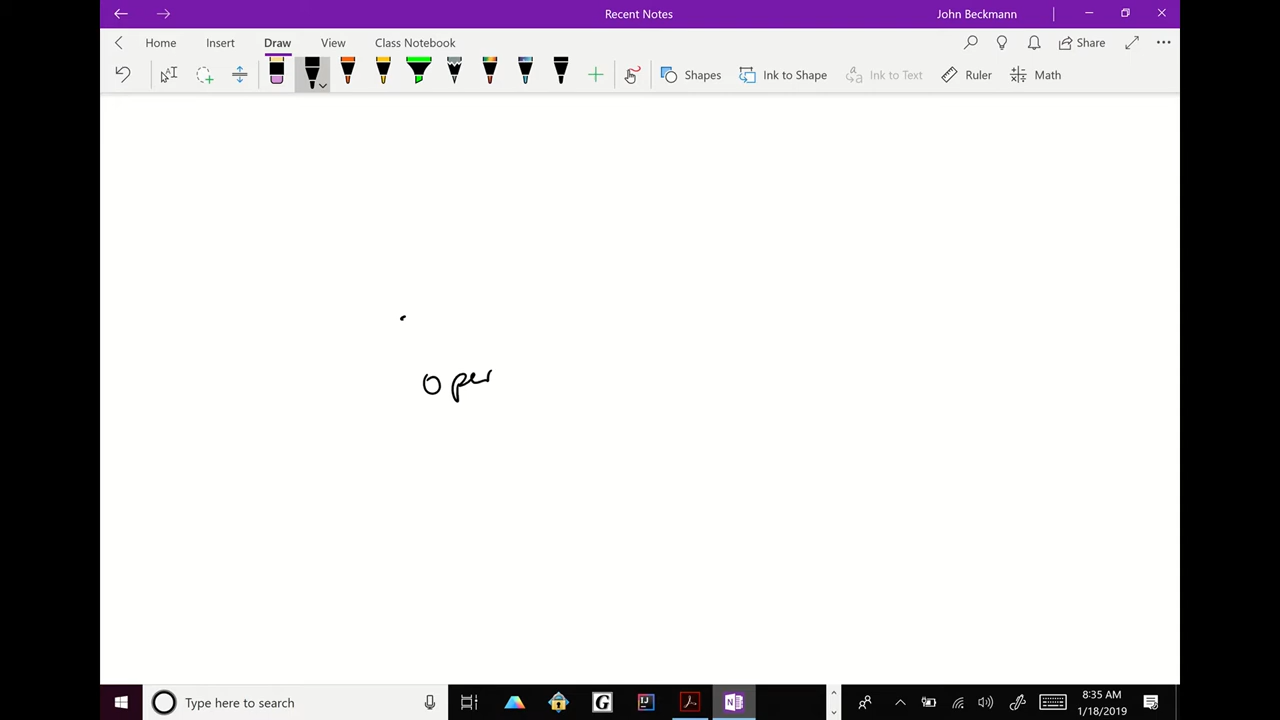 Recent Notes
John Beckmann
Home Insert Draw View Class Notebook
Share
Shapes Ink to Shape Ink to Text Ruler Math
oper
Type here to search
G
IJ
N
8:35 AM
1/18/2019